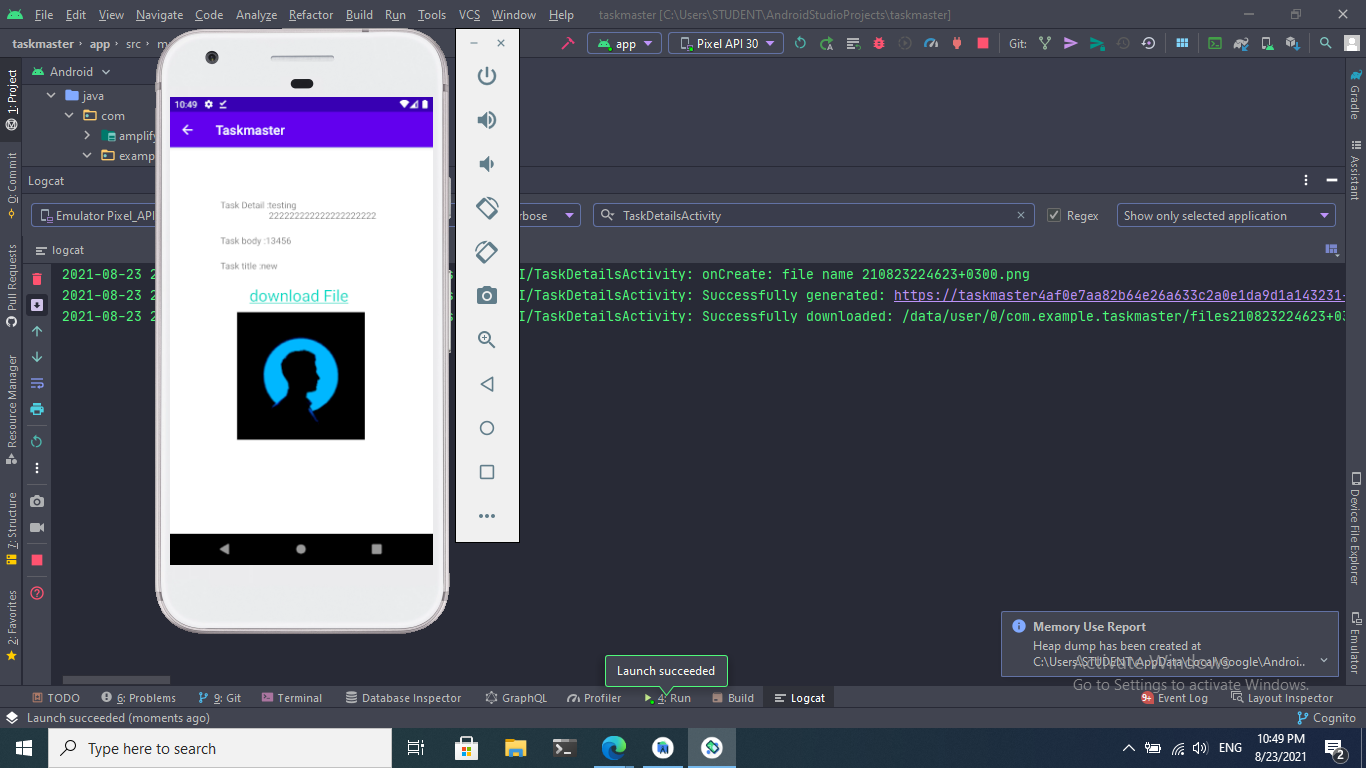 File Edit View Navigate Code Analyze Refactor Build Run Tools VCS Window Help taskmaster [C:\Users\STUDENT\AndroidStudioProjects\taskmaster]
taskmaster app src m
app Pixel API 30 Git:
Android
java
com
amplify
examp
Logcat
Emulator Pixel_API
rbose
TaskDetailsActivity
Regex
Show only selected application
logcat
2021-08-23 2
I/TaskDetailsActivity: onCreate: file name 210823224623+0300.png
2021-08-23 2
I/TaskDetailsActivity: Successfully generated: https://taskmaster4af0e7aa82b64e26a633c2a0e1da9d1a143231-
2021-08-23 2
I/TaskDetailsActivity: Successfully downloaded: /data/user/0/com.example.taskmaster/files210823224623+03
10:49
Taskmaster
Task Detail :testing
22222222222222222222
Task body :13456
Task title :new
download File
1: Project
0: Commit
Pull Requests
Resource Manager
7: Structure
2: Favorites
Gradle
Assistant
Device File Explorer
Emulator
Memory Use Report
Heap dump has been created at
C:\Users\STUDENT\AppData\Local\Google\Androi..
Activate Windows
Go to Settings to activate Windows.
Launch succeeded
TODO 6: Problems 9: Git Terminal Database Inspector GraphQL Profiler 4: Run Build Logcat 9+ Event Log Layout Inspector
Launch succeeded (moments ago) Cognito
Type here to search
ENG
10:49 PM
8/23/2021
2